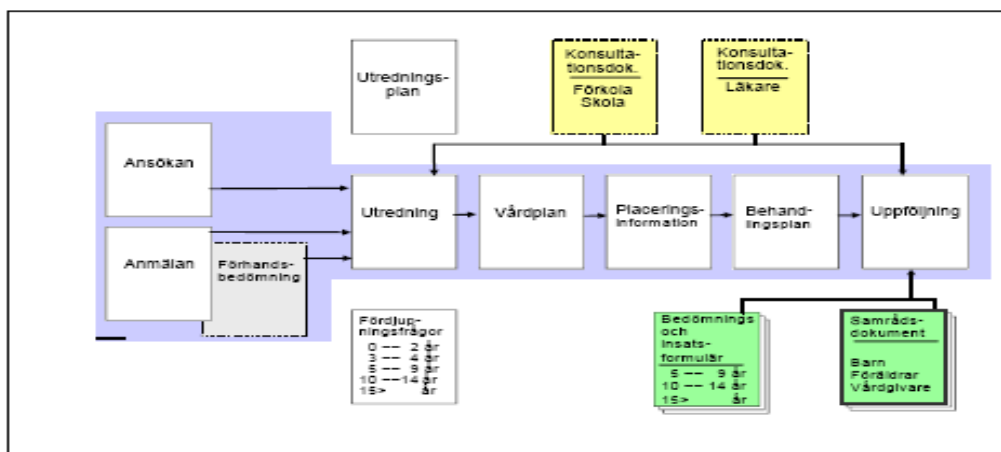 Utrednings-
plan
Konsulta-
tionsdok.
Förkola
Skola
Konsulta-
tionsdok.
Läkare
Ansökan
Anmälan
Förhands-
bedömning
Utredning
Vårdplan
Placerings-
information
Behand-
lingsplan
Uppföljning
Fördjup-
ningsfrågor
0 –– 2 år
3 –– 4 år
5 –– 9 år
10 ––14 år
15> år
Bedömnings
och
insats-
formulär
5 –– 9 år
10 –– 14 år
15> år
Samråds-
dokument
Barn
Föräldrar
Vårdgivare